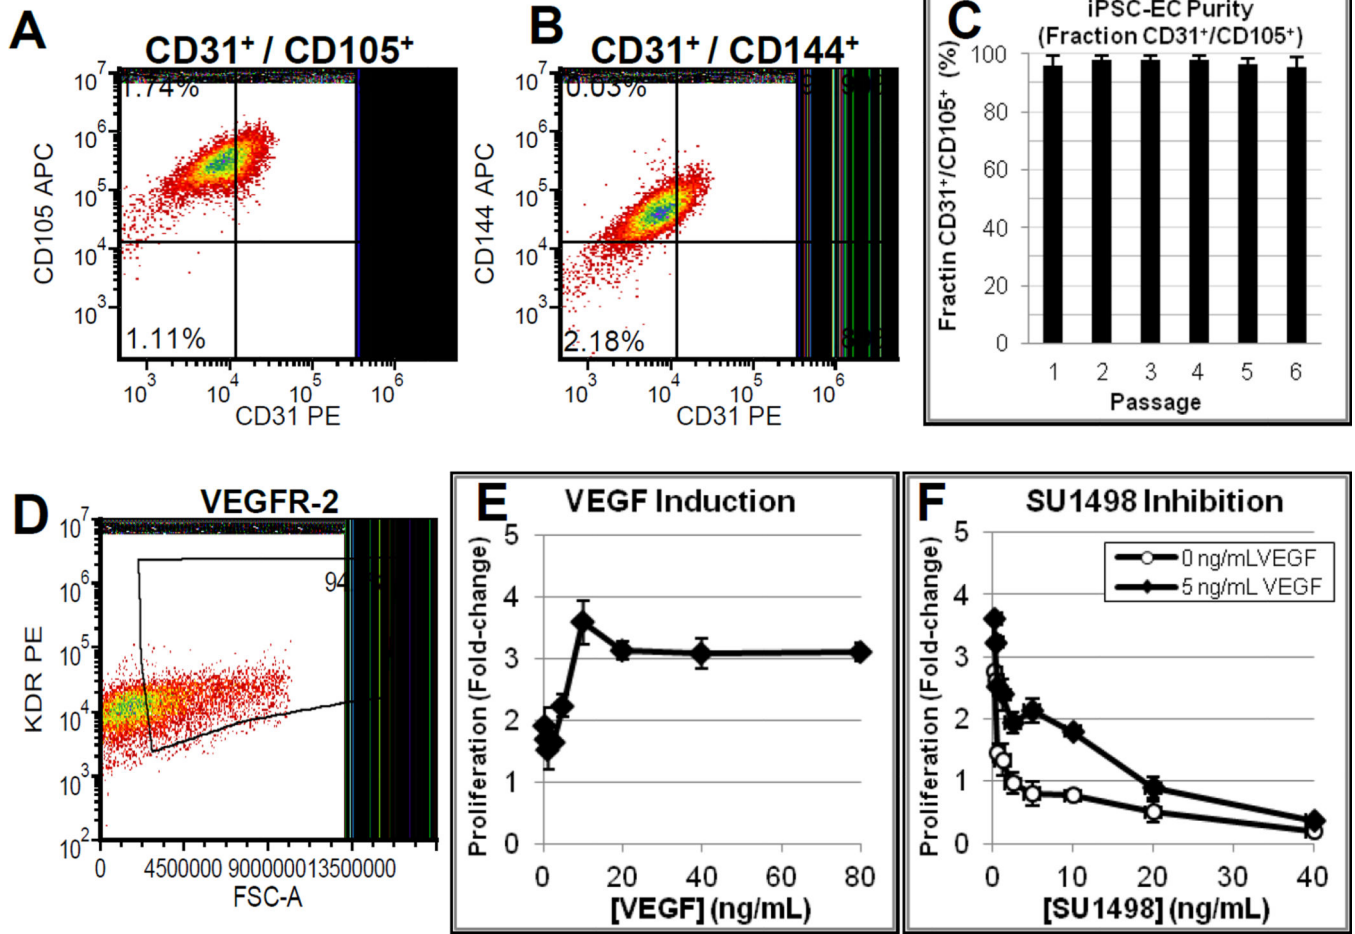 A
CD31⁺ / CD105⁺
CD105 APC
10⁷
10⁶
10⁵
10⁴
10³
1.74%
1.11%
10³ 10⁴ 10⁵ 10⁶
CD31 PE
B
CD31⁺ / CD144⁺
CD144 APC
10⁷
10⁶
10⁵
10⁴
10³
0.03%
2.18%
10³ 10⁴ 10⁵ 10⁶
CD31 PE
C
iPSC-EC Purity
(Fraction CD31⁺/CD105⁺)
Fractin CD31⁺/CD105⁺ (%)
100
80
60
40
20
0
1 2 3 4 5 6
Passage
D
VEGFR-2
KDR PE
10⁷
10⁶
10⁵
10⁴
10³
10²
0 4500000 9000000 13500000
FSC-A
E
VEGF Induction
Proliferation (Fold-change)
5
4
3
2
1
0
0 20 40 60 80
[VEGF] (ng/mL)
F
SU1498 Inhibition
Proliferation (Fold-change)
5
4
3
2
1
0
0 ng/mL VEGF
5 ng/mL VEGF
0 10 20 30 40
[SU1498] (ng/mL)